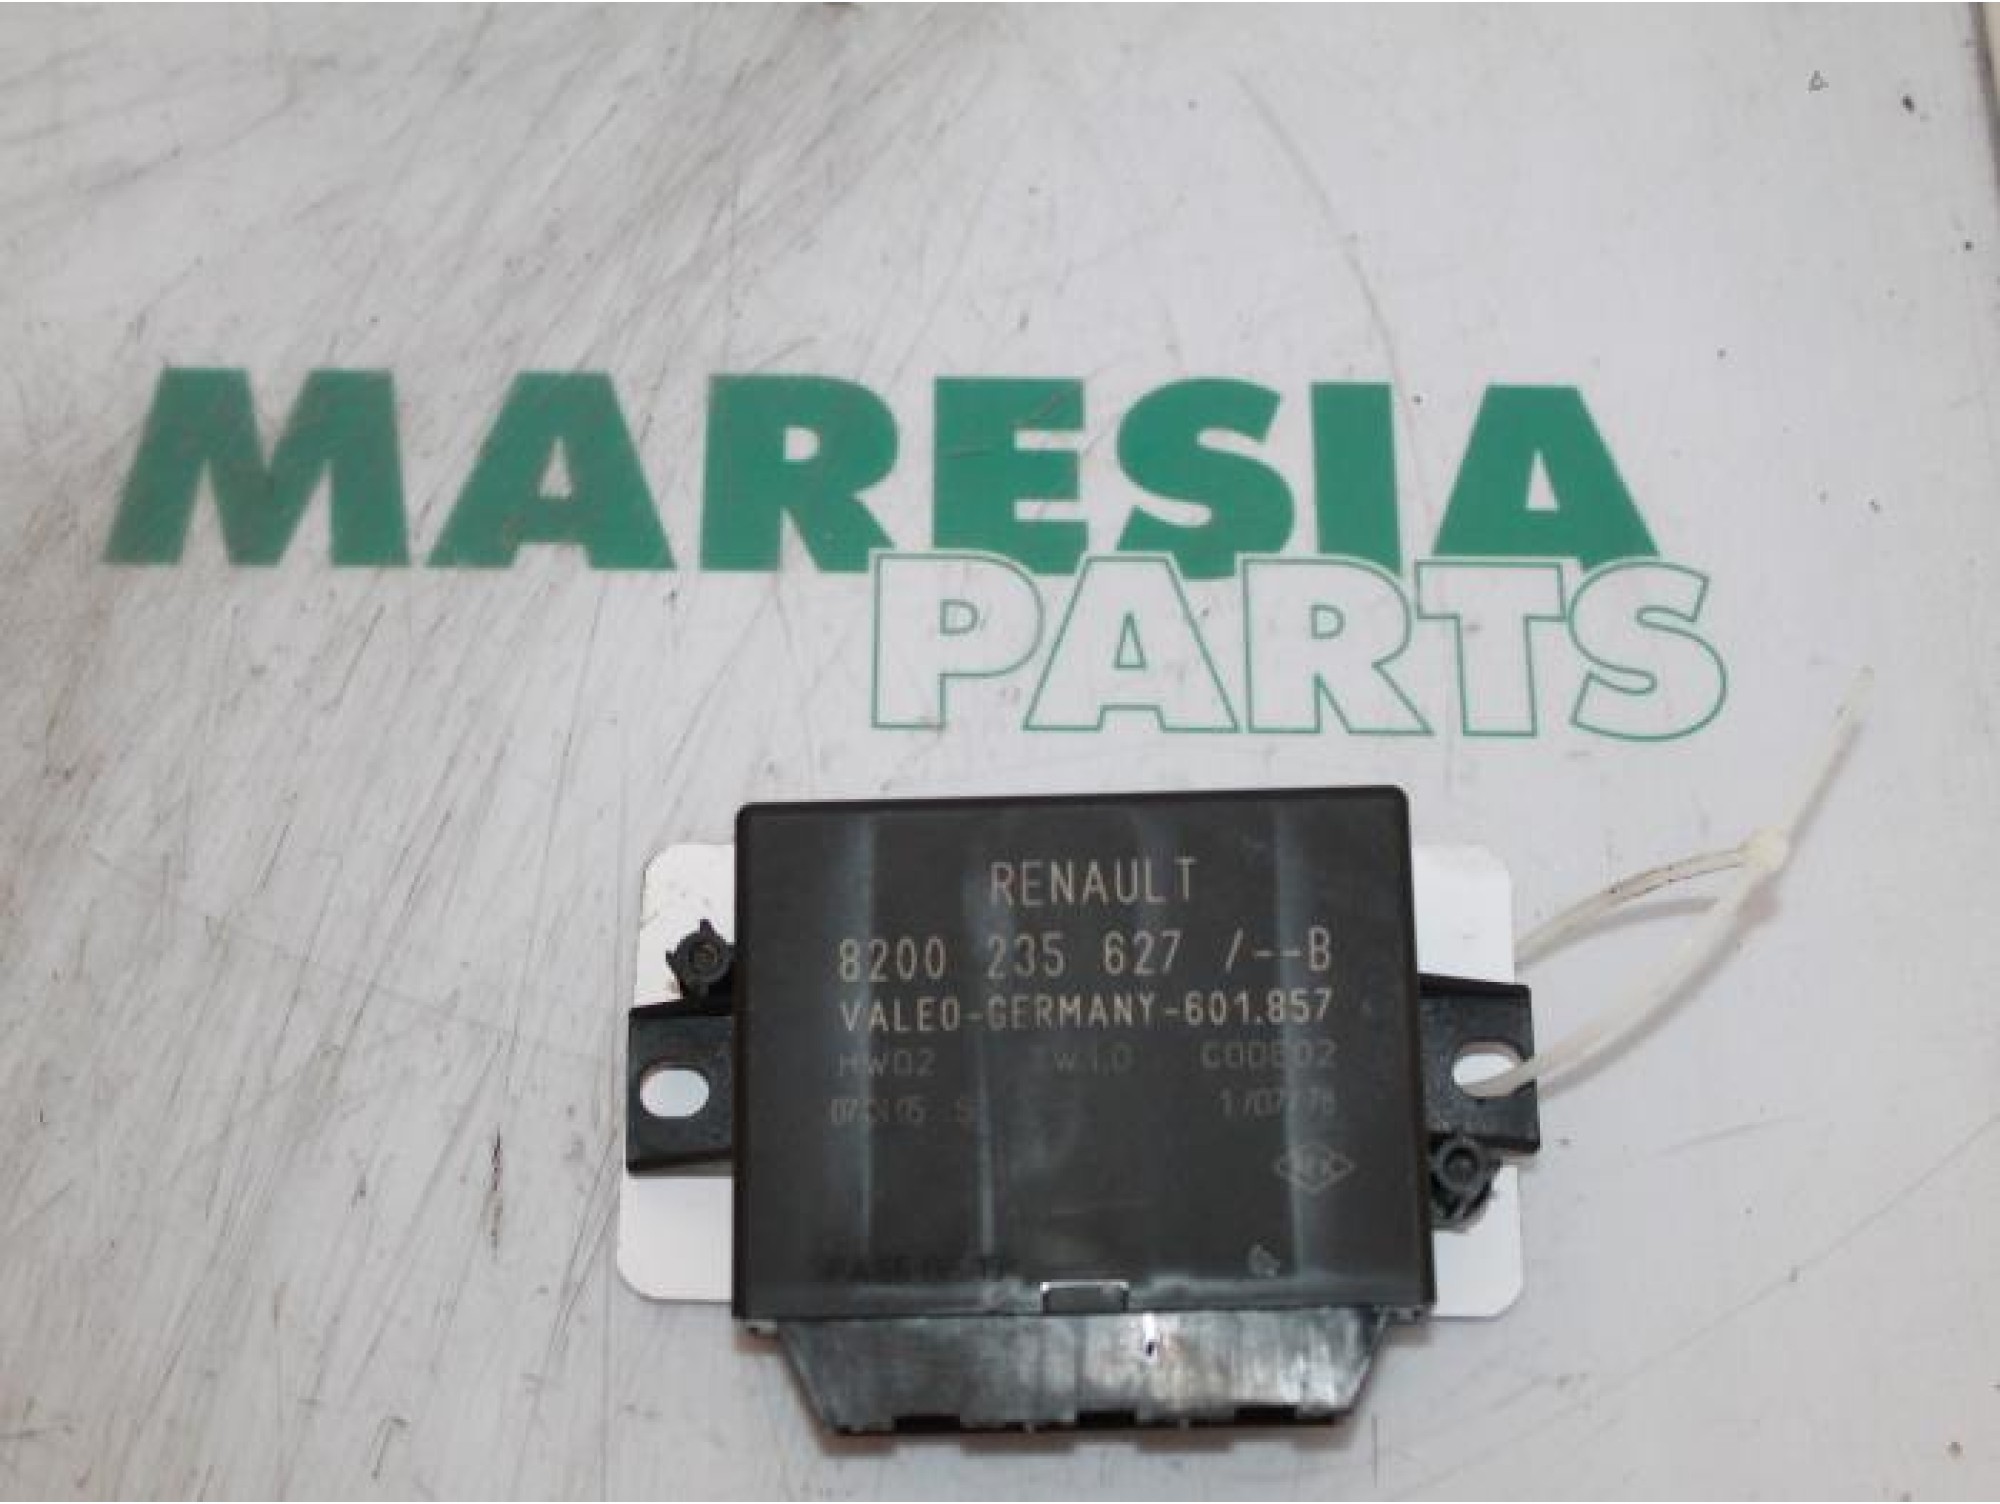 MARESIA
PARTS
RENAULT
8200 235 627 /--B
VALEO-GERMANY-601.857
HW02 CODE02